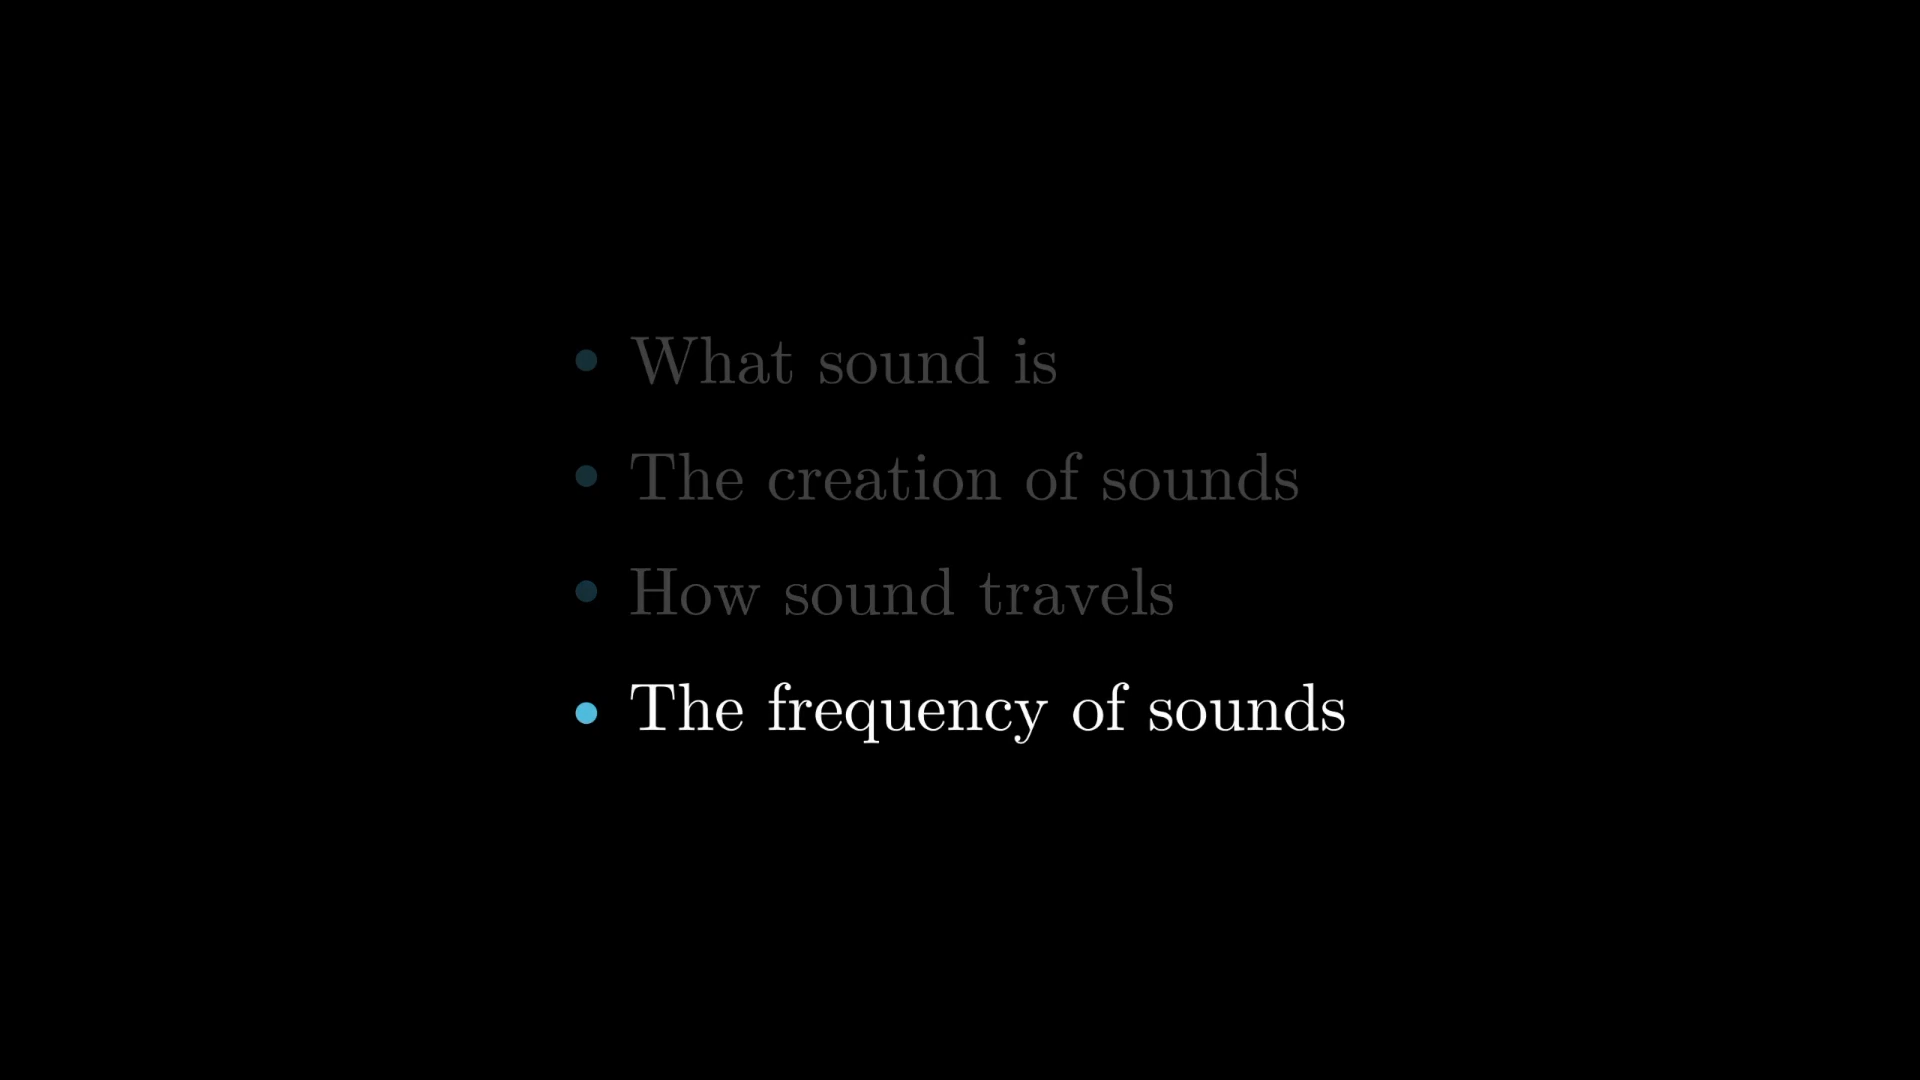 • What sound is
• The creation of sounds
• How sound travels
• The frequency of sounds